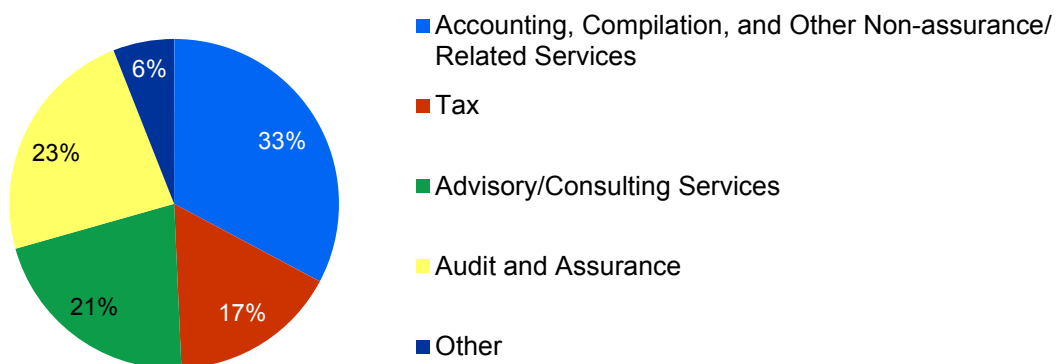 Accounting, Compilation, and Other Non-assurance/
Related Services
6%
33%
Tax
23%
Advisory/Consulting Services
Audit and Assurance
21%
17%
Other